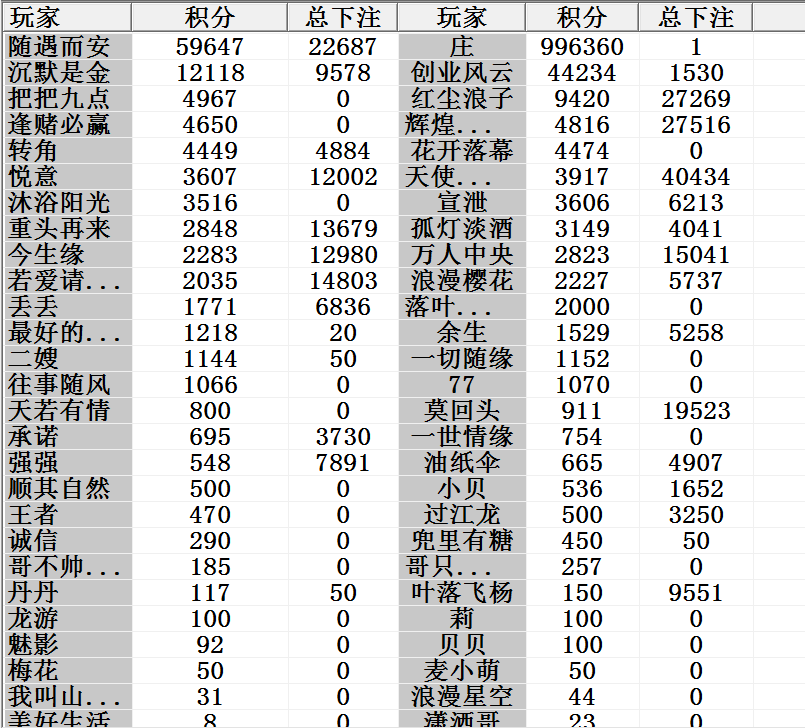 玩家 积分 总下注 玩家 积分 总下注
随遇而安 59647 22687 庄 996360 1
沉默是金 12118 9578 创业风云 44234 1530
把把九点 4967 0 红尘浪子 9420 27269
逢赌必赢 4650 0 辉煌... 4816 27516
转角 4449 4884 花开落幕 4474 0
悦意 3607 12002 天使... 3917 40434
沐浴阳光 3516 0 宣泄 3606 6213
重头再来 2848 13679 孤灯淡酒 3149 4041
今生缘 2283 12980 万人中央 2823 15041
若爱请... 2035 14803 浪漫樱花 2227 5737
丢丢 1771 6836 落叶... 2000 0
最好的... 1218 20 余生 1529 5258
二嫂 1144 50 一切随缘 1152 0
往事随风 1066 0 77 1070 0
天若有情 800 0 莫回头 911 19523
承诺 695 3730 一世情缘 754 0
强强 548 7891 油纸伞 665 4907
顺其自然 500 0 小贝 536 1652
王者 470 0 过江龙 500 3250
诚信 290 0 兜里有糖 450 50
哥不帅... 185 0 哥只... 257 0
丹丹 117 50 叶落飞杨 150 9551
龙游 100 0 莉 100 0
魅影 92 0 贝贝 100 0
梅花 50 0 麦小萌 50 0
我叫山... 31 0 浪漫星空 44 0
美好生活 8 0 潇洒哥 23 0